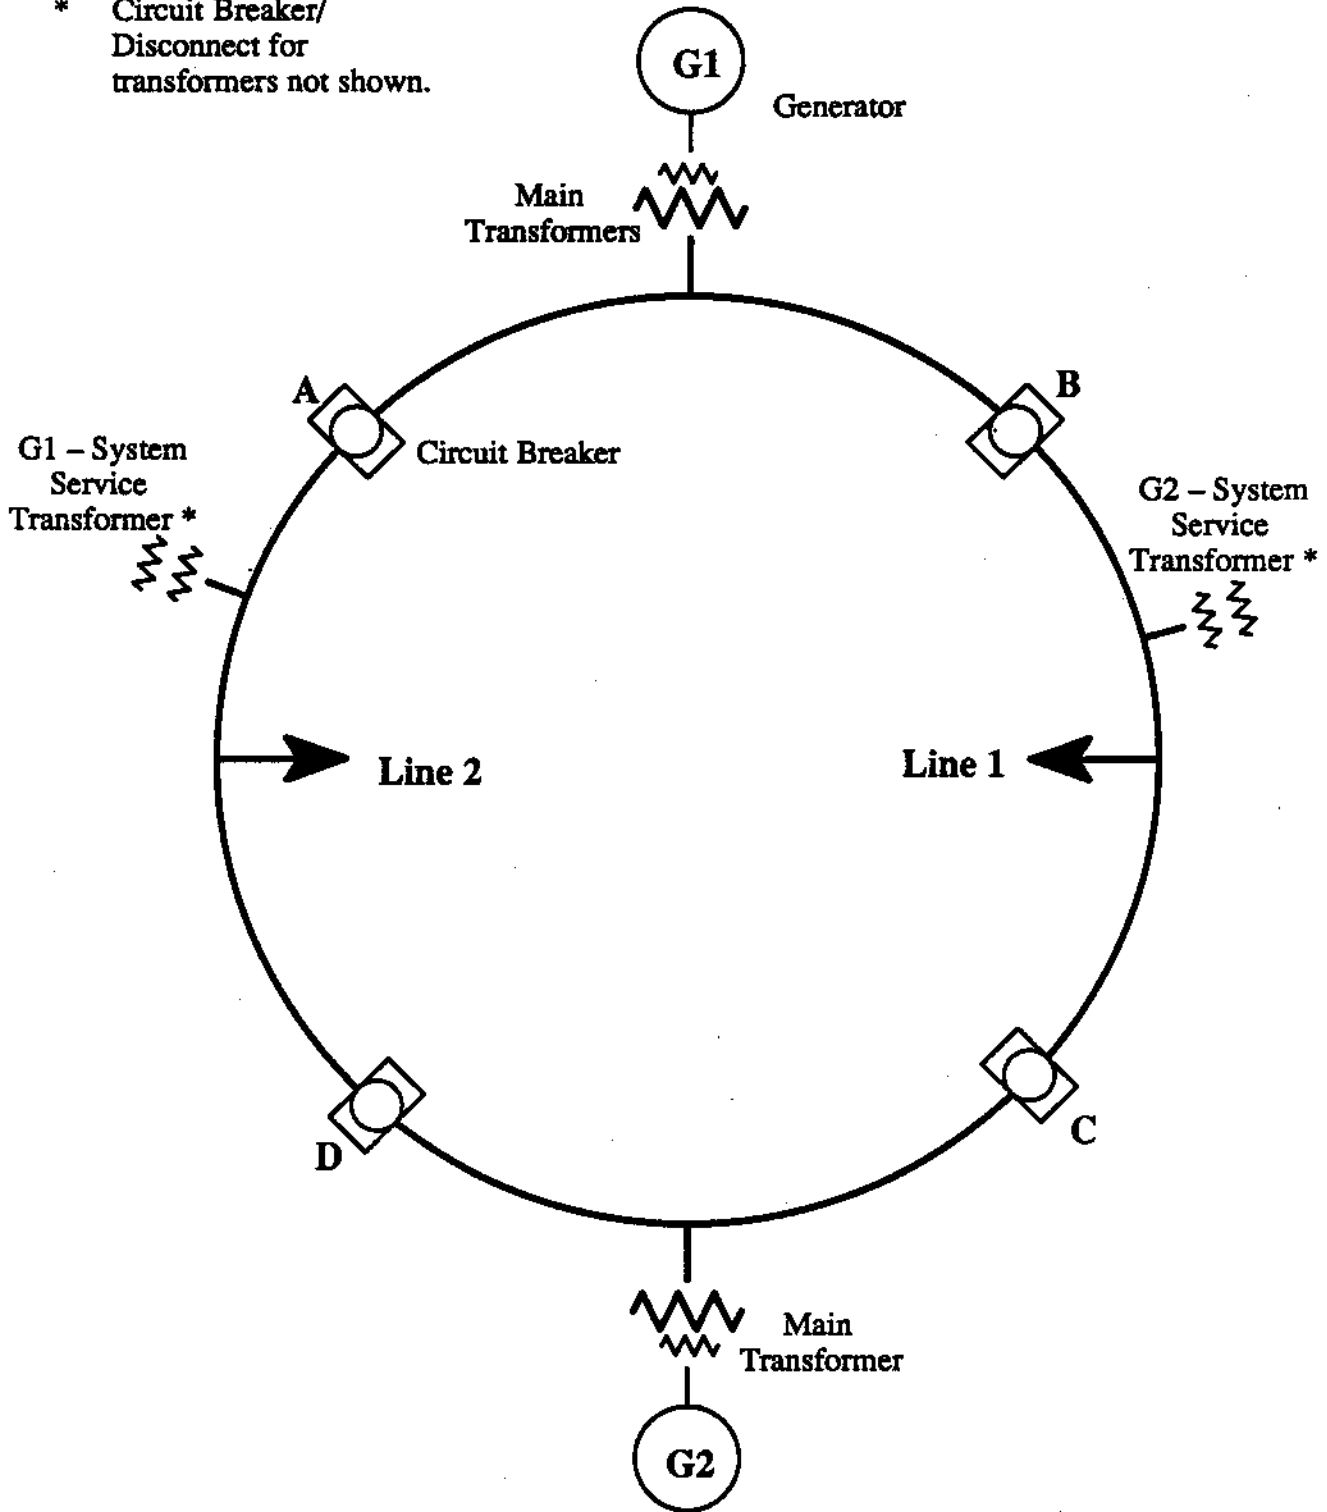 * Circuit Breaker/
Disconnect for
transformers not shown.
G1
Generator
Main
Transformers
A
B
Circuit Breaker
G1 – System
Service
Transformer *
G2 – System
Service
Transformer *
Line 2
Line 1
D
C
Main
Transformer
G2